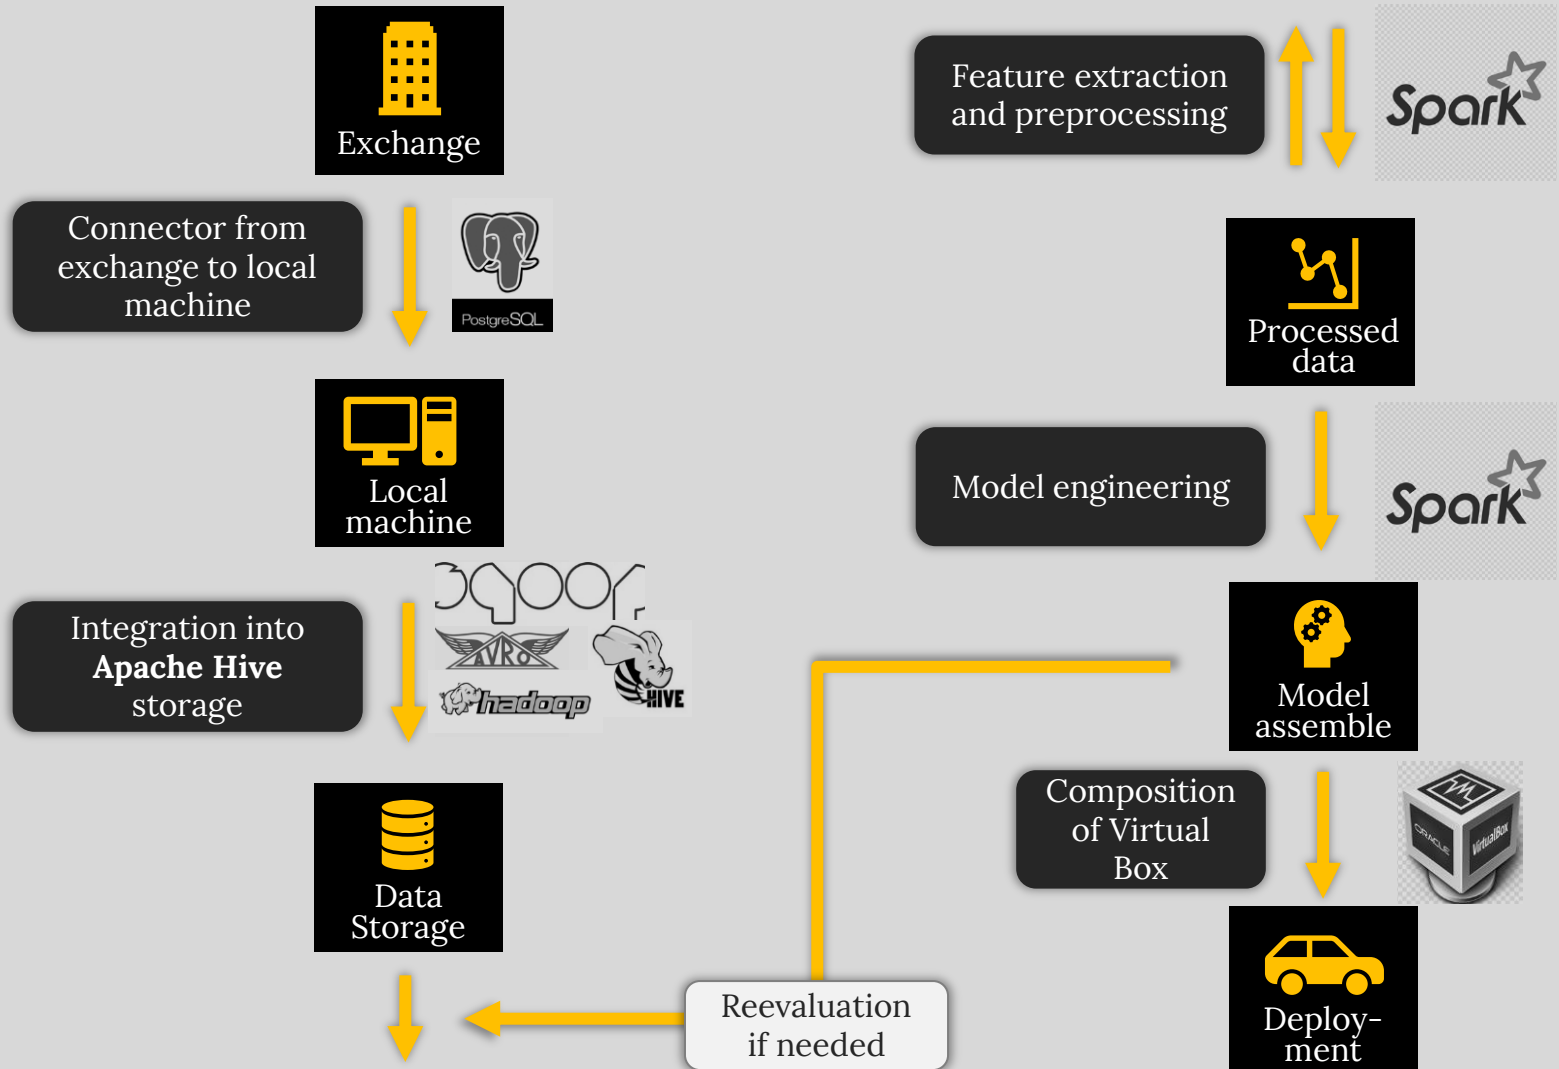 Exchange
Connector from
exchange to local
machine
PostgreSQL
Local
machine
Integration into
Apache Hive
storage
sqoop
AVRO
hadoop
HIVE
Data
Storage
Reevaluation
if needed
Feature extraction
and preprocessing
Spark
Processed
data
Model engineering
Spark
Model
assemble
Composition
of Virtual
Box
ORACLE
VirtualBox
Deploy-
ment